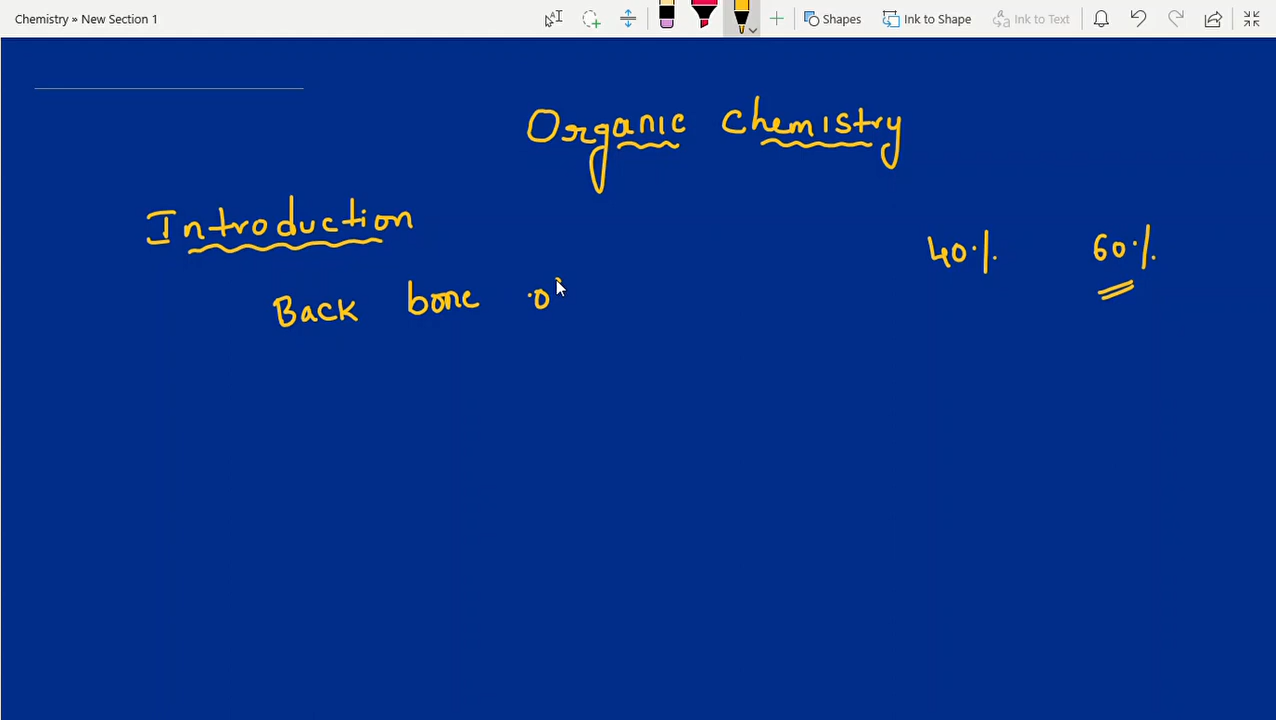 Chemistry » New Section 1
Shapes
Ink to Shape
Ink to Text
Organic Chemistry
Introduction
40% 60%
Back bone